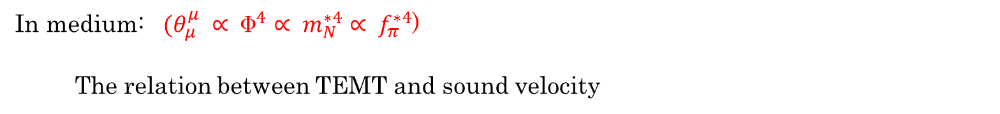 In medium: (θ_μ^μ ∝ Φ^4 ∝ m_N^{*4} ∝ f_π^{*4})
The relation between TEMT and sound velocity